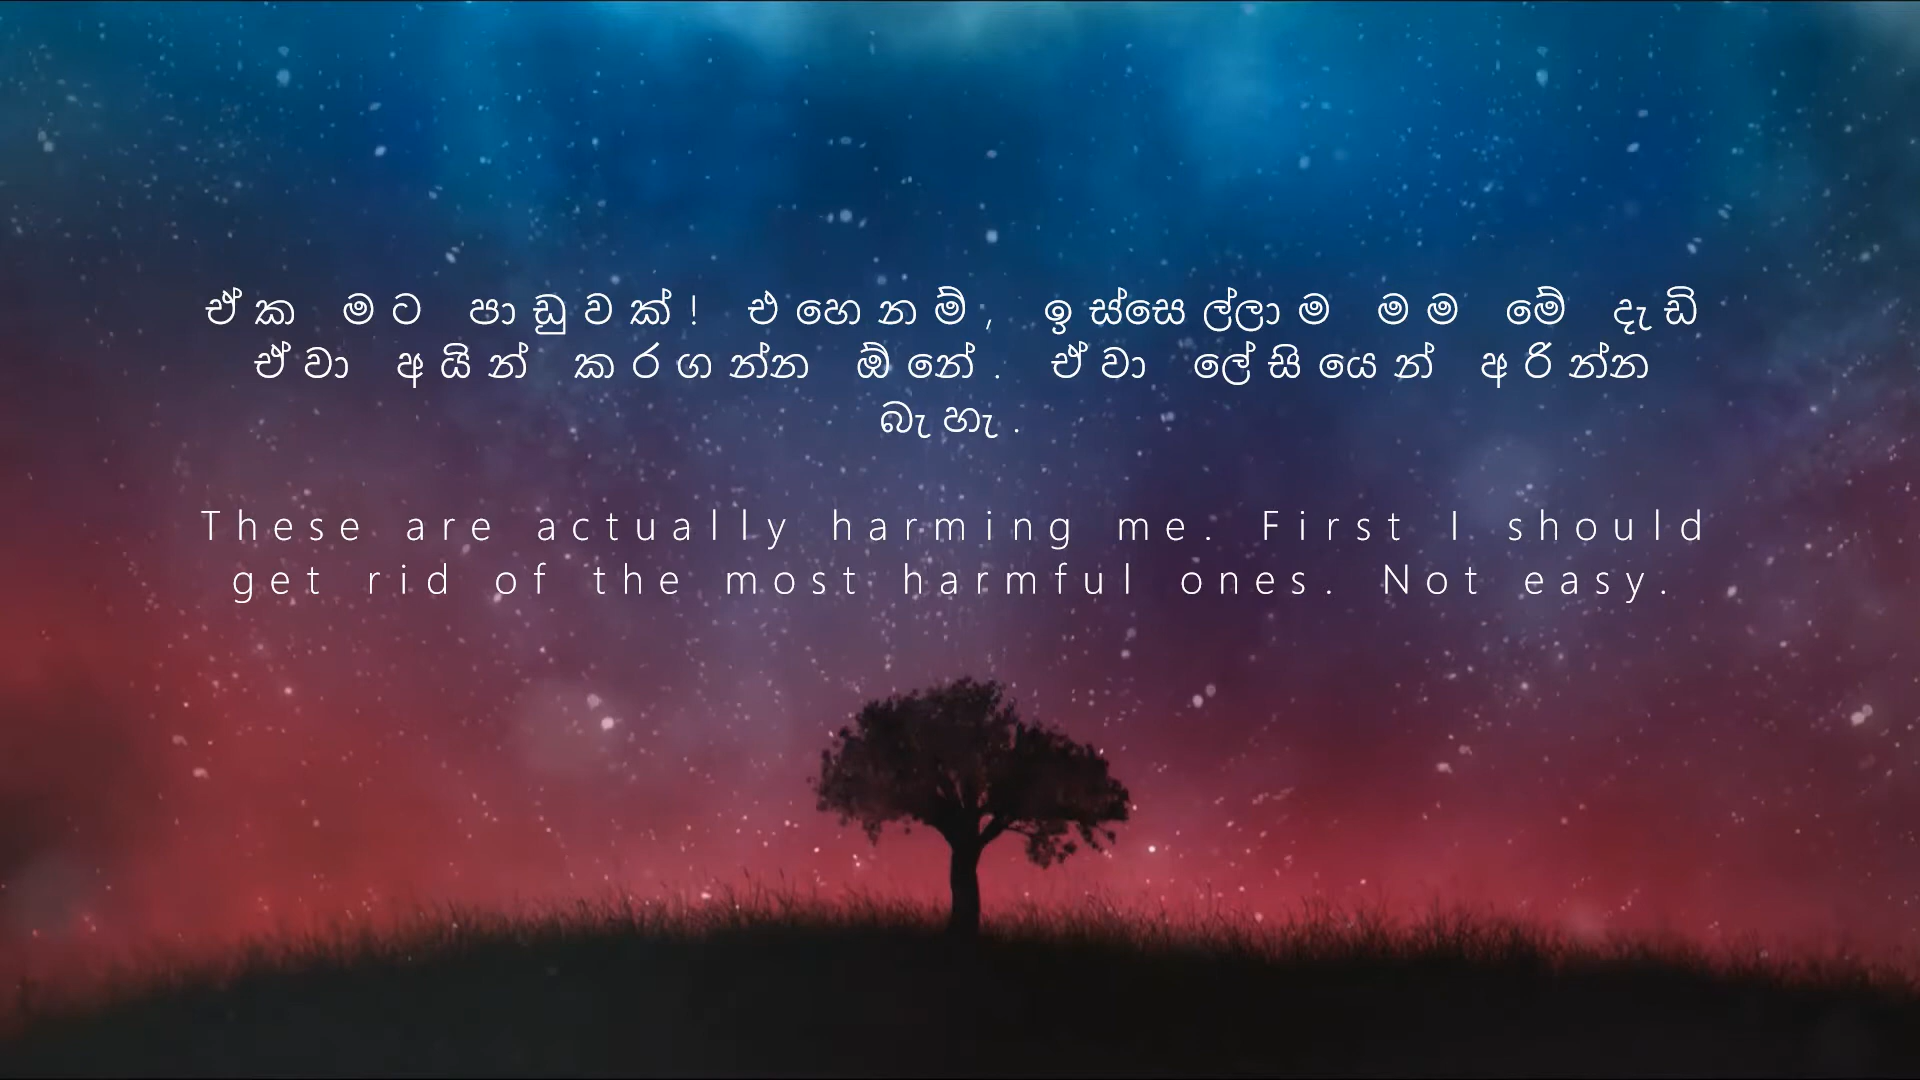 ඒක මට පාඩුවක්! එහෙනම්, ඉස්සෙල්ලාම මම මේ දැඩි
ඒවා අයින් කරගන්න ඕනේ. ඒවා ලේසියෙන් අරින්න
බැහැ.
These are actually harming me. First I should
get rid of the most harmful ones. Not easy.